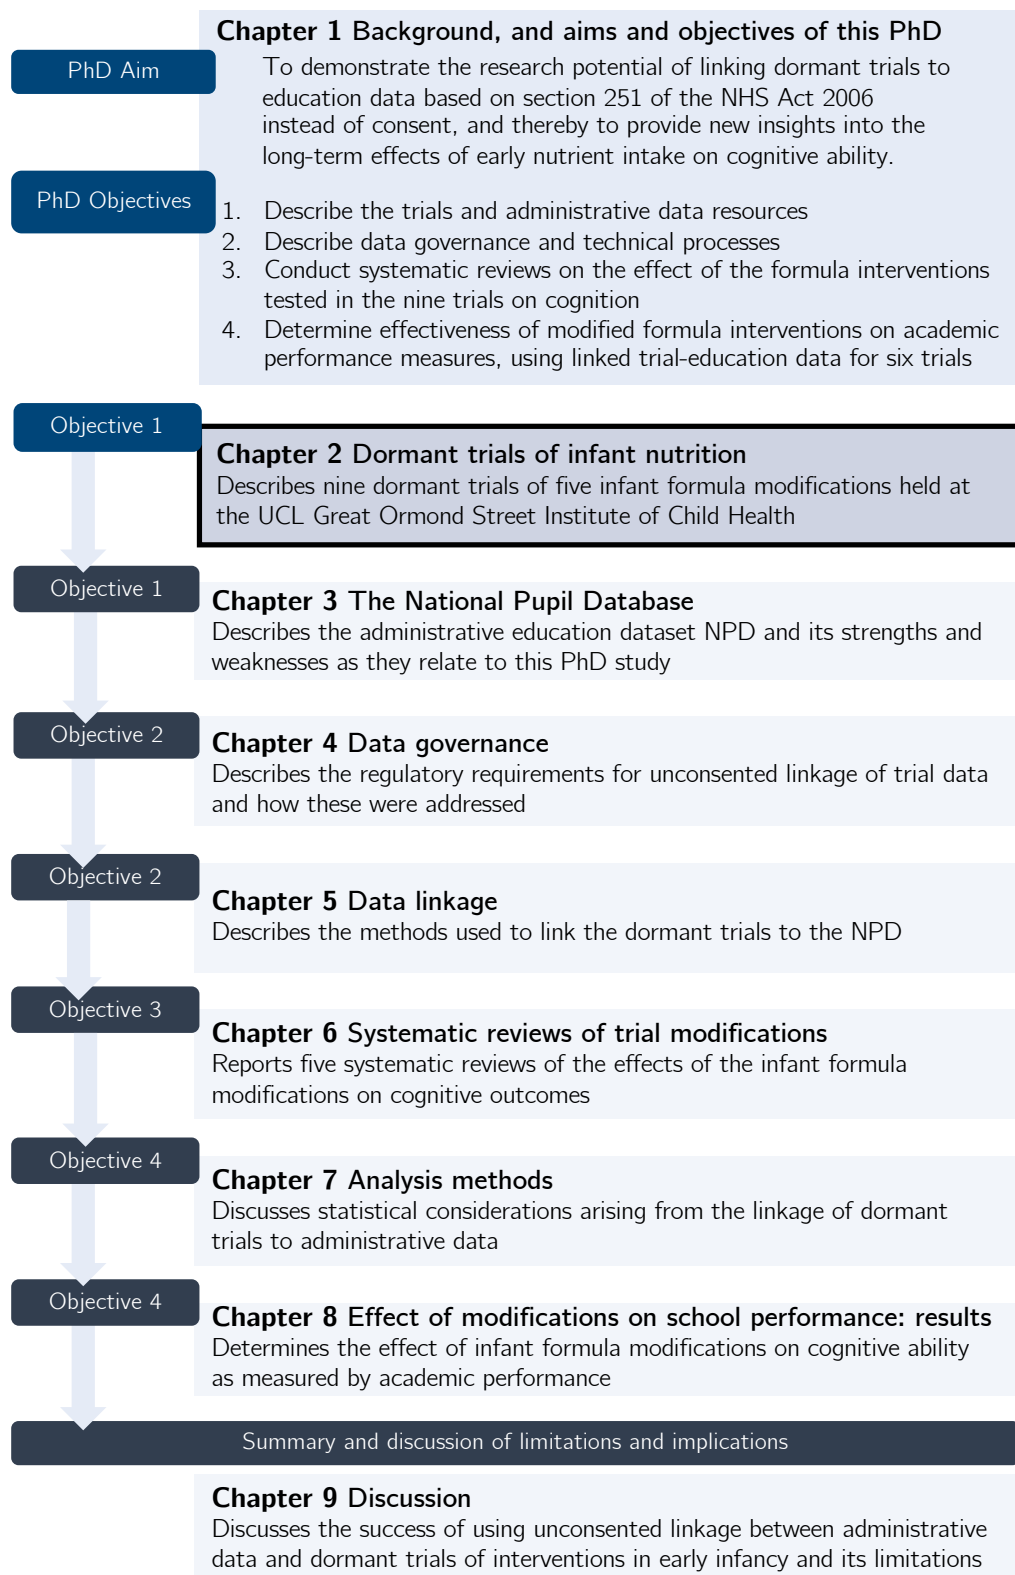 Chapter 1 Background, and aims and objectives of this PhD
PhD Aim
To demonstrate the research potential of linking dormant trials to
education data based on section 251 of the NHS Act 2006
instead of consent, and thereby to provide new insights into the
long-term effects of early nutrient intake on cognitive ability.
PhD Objectives
1. Describe the trials and administrative data resources
2. Describe data governance and technical processes
3. Conduct systematic reviews on the effect of the formula interventions
tested in the nine trials on cognition
4. Determine effectiveness of modified formula interventions on academic
performance measures, using linked trial-education data for six trials
Objective 1
Chapter 2 Dormant trials of infant nutrition
Describes nine dormant trials of five infant formula modifications held at
the UCL Great Ormond Street Institute of Child Health
Objective 1
Chapter 3 The National Pupil Database
Describes the administrative education dataset NPD and its strengths and
weaknesses as they relate to this PhD study
Objective 2
Chapter 4 Data governance
Describes the regulatory requirements for unconsented linkage of trial data
and how these were addressed
Objective 2
Chapter 5 Data linkage
Describes the methods used to link the dormant trials to the NPD
Objective 3
Chapter 6 Systematic reviews of trial modifications
Reports five systematic reviews of the effects of the infant formula
modifications on cognitive outcomes
Objective 4
Chapter 7 Analysis methods
Discusses statistical considerations arising from the linkage of dormant
trials to administrative data
Objective 4
Chapter 8 Effect of modifications on school performance: results
Determines the effect of infant formula modifications on cognitive ability
as measured by academic performance
Summary and discussion of limitations and implications
Chapter 9 Discussion
Discusses the success of using unconsented linkage between administrative
data and dormant trials of interventions in early infancy and its limitations